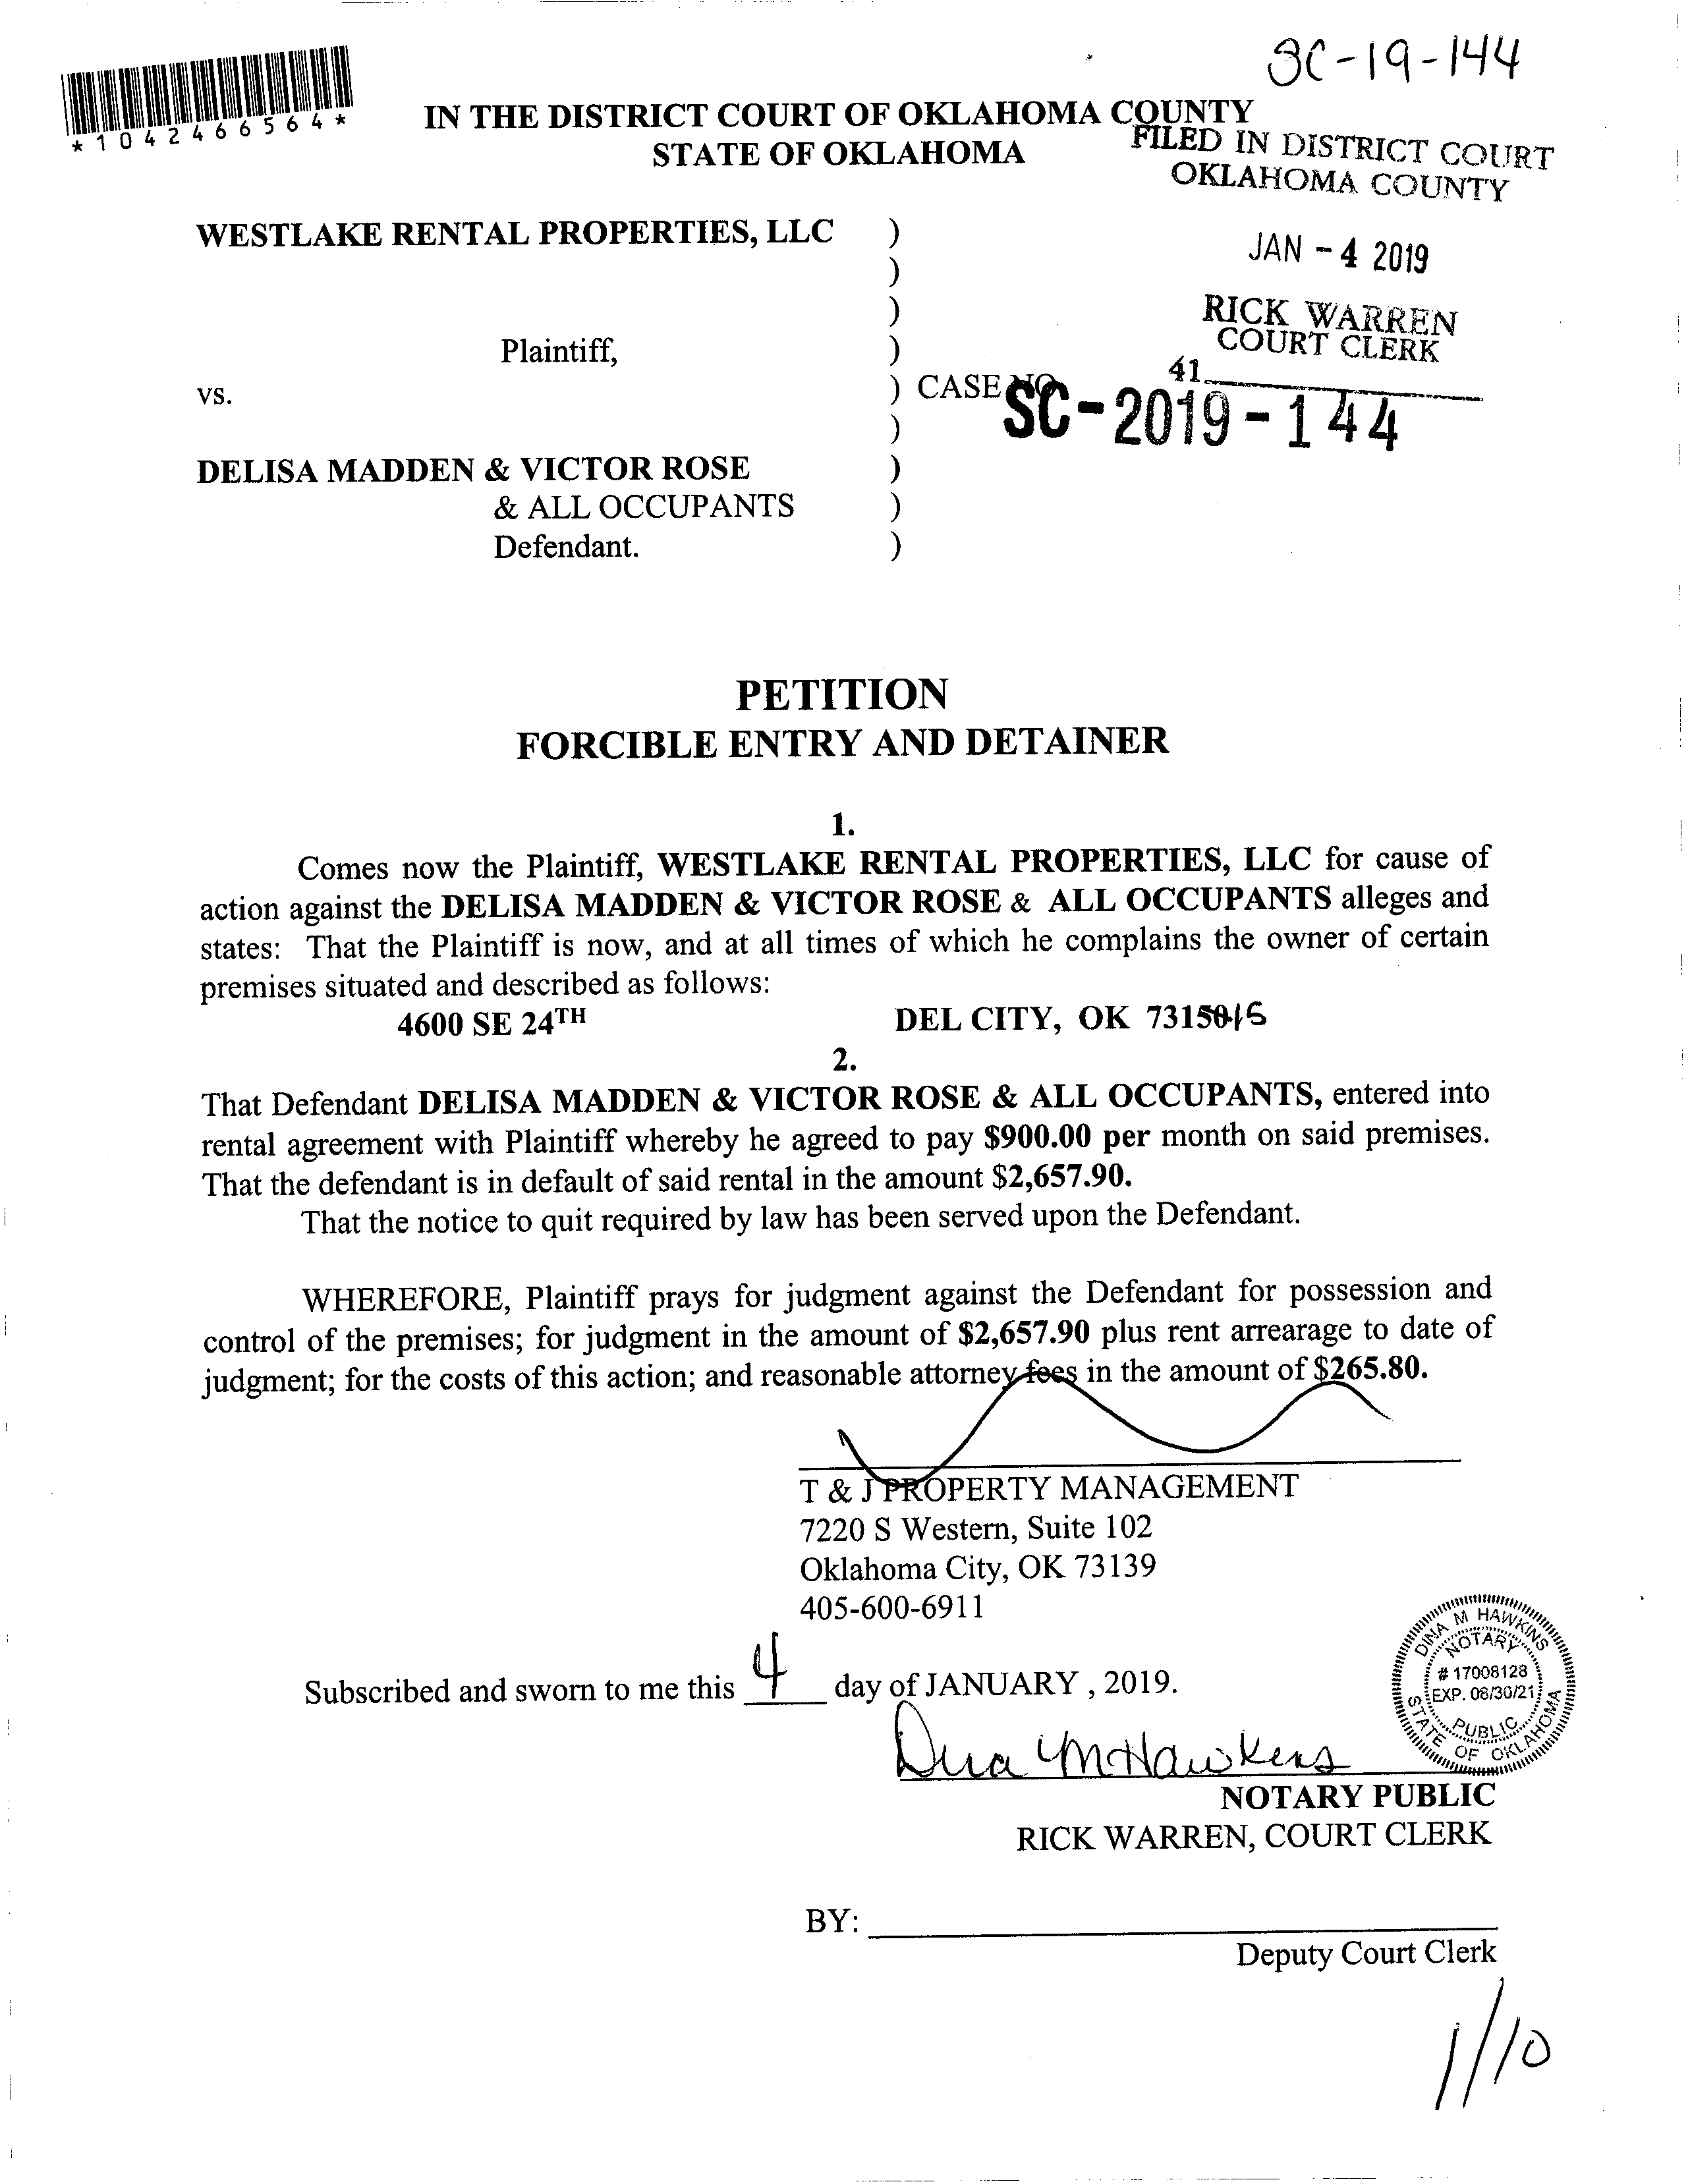 SC-19-144
*1042466564*
IN THE DISTRICT COURT OF OKLAHOMA COUNTY
STATE OF OKLAHOMA
FILED IN DISTRICT COURT
OKLAHOMA COUNTY
WESTLAKE RENTAL PROPERTIES, LLC )
)
JAN - 4 2019
)
RICK WARREN
COURT CLERK
Plaintiff, )
41
vs. ) CASE NO.
SC-2019-144
)
DELISA MADDEN & VICTOR ROSE )
& ALL OCCUPANTS )
Defendant. )
PETITION
FORCIBLE ENTRY AND DETAINER
1.
Comes now the Plaintiff, WESTLAKE RENTAL PROPERTIES, LLC for cause of
action against the DELISA MADDEN & VICTOR ROSE & ALL OCCUPANTS alleges and
states: That the Plaintiff is now, and at all times of which he complains the owner of certain
premises situated and described as follows:
4600 SE 24TH DEL CITY, OK
2.
That Defendant DELISA MADDEN & VICTOR ROSE & ALL OCCUPANTS, entered into
rental agreement with Plaintiff whereby he agreed to pay $900.00 per month on said premises.
That the defendant is in default of said rental in the amount $2,657.90.
That the notice to quit required by law has been served upon the Defendant.
WHEREFORE, Plaintiff prays for judgment against the Defendant for possession and
control of the premises; for judgment in the amount of $2,657.90 plus rent arrearage to date of
judgment; for the costs of this action; and reasonable attorney fees in the amount of $265.80.
T & J PROPERTY MANAGEMENT
7220 S Western, Suite 102
Oklahoma City, OK 73139
405-600-6911
DINA M HAWKINS
NOTARY
# 17008128
EXP. 08/30/21
PUBLIC
STATE OF OKLAHOMA
Subscribed and sworn to me this 4 day of JANUARY , 2019.
Dina M Hawkins
NOTARY PUBLIC
RICK WARREN, COURT CLERK
BY:
Deputy Court Clerk
1/10